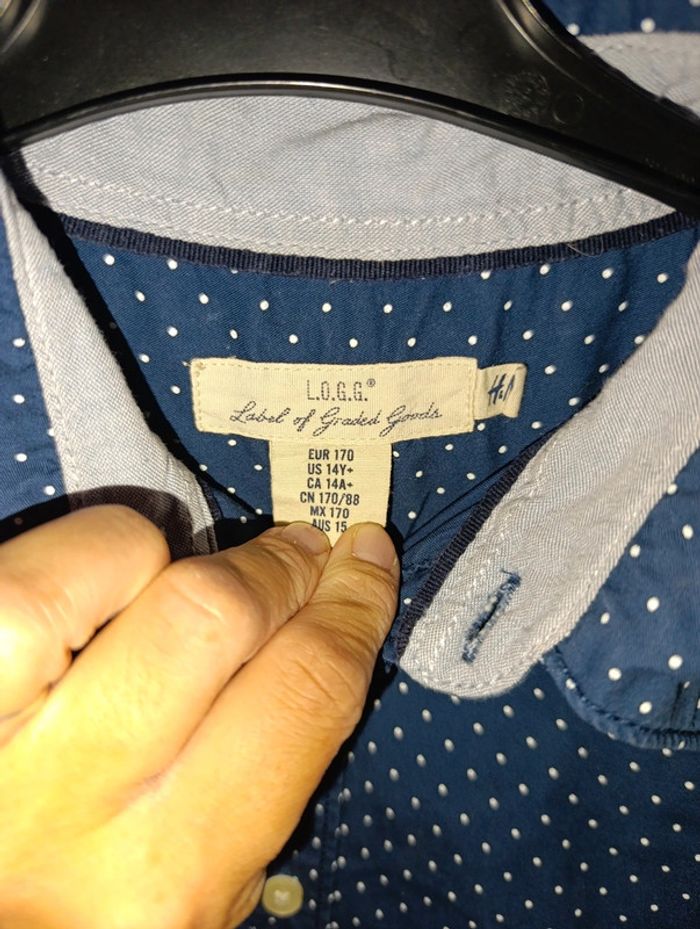 L.O.G.G.®
Label of Graded Goods
H&M
EUR 170
US 14Y+
CA 14A+
CN 170/88
MX 170
AUS 15